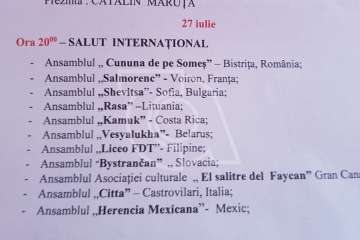 Prezintă : CĂTĂLIN MĂRUȚĂ
27 iulie
Ora 20⁰⁰ – SALUT INTERNAȚIONAL
- Ansamblul „ Cununa de pe Someș” – Bistrița, România;
- Ansamblul „Salmorenc” - Voiron, Franța;
- Ansamblul „Shevitsa”- Sofia, Bulgaria;
- Ansamblul „Rasa” –Lituania;
- Ansamblul „Kamuk” - Costa Rica;
- Ansamblul „Vesyalukha”- Belarus;
- Ansamblul „Liceo FDT”- Filipine;
- Ansamblul “Bystrančan” „ Slovacia;
- Ansamblul Asociației culturale „ El salitre del Faycan” Gran Cana
- Ansamblul „Citta” – Castrovilari, Italia;
- Ansamblul „Herencia Mexicana”- Mexic;